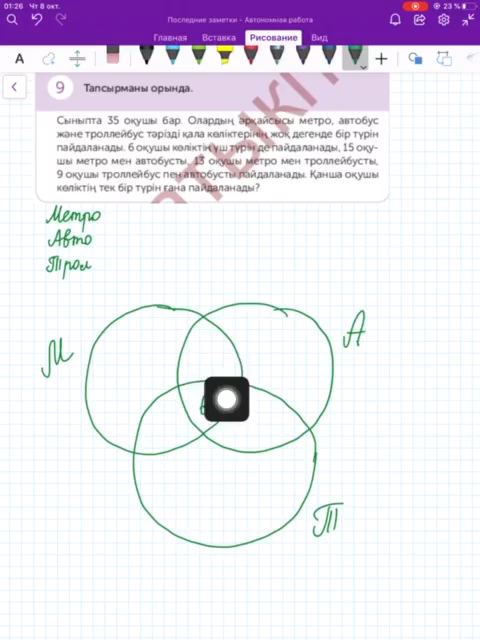 01:26 Чт 8 окт. 23 %
Последние заметки – Автономная работа
Главная Вставка Рисование Вид
A
9 Тапсырманы орында.
Сыныпта 35 оқушы бар. Олардың әрқайсысы метро, автобус
және троллейбус тәрізді қала көліктерінің жоқ дегенде бір түрін
пайдаланады. 6 оқушы көліктің үш түрін де пайдаланады, 15 оқу-
шы метро мен автобусты, 13 оқушы метро мен троллейбусты,
9 оқушы троллейбус пен автобусты пайдаланады. Қанша оқушы
көліктің тек бір түрін ғана пайдаланады?
Метро
Авто
Трол
М
А
Т